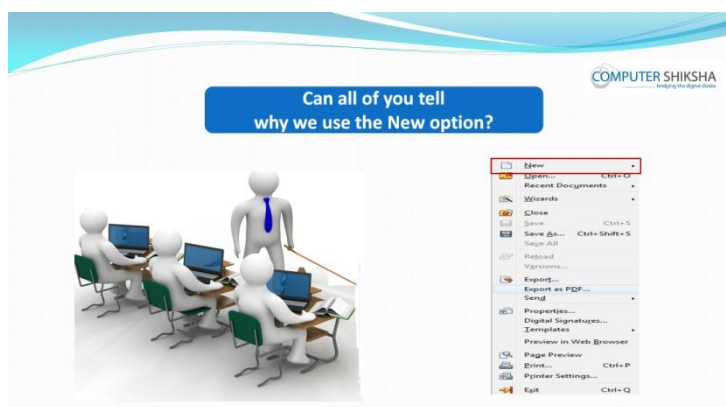 COMPUTER SHIKSHA
bridging the digital divide
Can all of you tell
why we use the New option?
New
Open... Ctrl+O
Recent Documents
Wizards
Close
Save Ctrl+S
Save As... Ctrl+Shift+S
Save All
Reload
Versions...
Export...
Export as PDF...
Send
Properties...
Digital Signatures...
Templates
Preview in Web Browser
Page Preview
Print... Ctrl+P
Printer Settings...
Exit Ctrl+Q